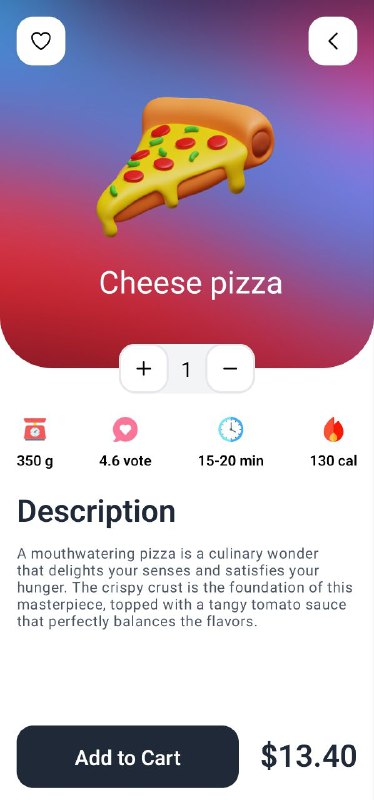 Cheese pizza
+ 1 −
350 g 4.6 vote 15-20 min 130 cal
Description
A mouthwatering pizza is a culinary wonder
that delights your senses and satisfies your
hunger. The crispy crust is the foundation of this
masterpiece, topped with a tangy tomato sauce
that perfectly balances the flavors.
Add to Cart $13.40